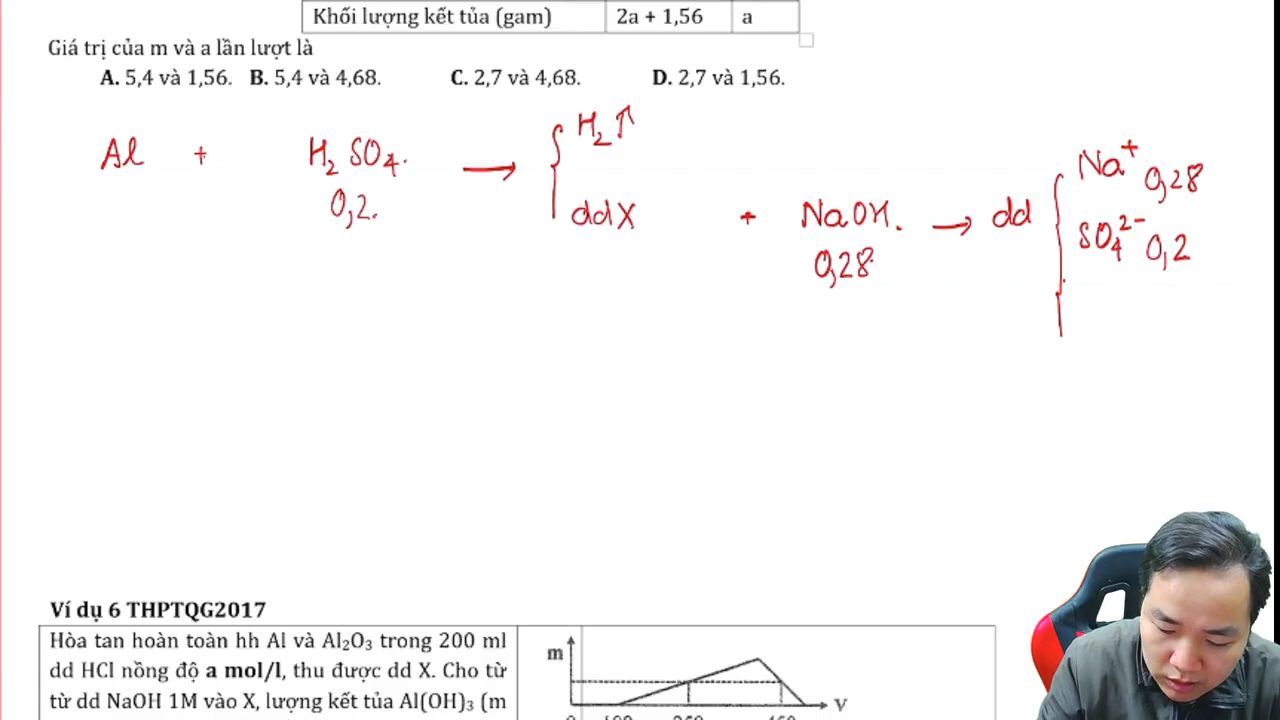 Khối lượng kết tủa (gam) 2a + 1,56 a
Giá trị của m và a lần lượt là
A. 5,4 và 1,56. B. 5,4 và 4,68. C. 2,7 và 4,68. D. 2,7 và 1,56.
Al + H₂SO₄. → { H₂↑
0,2. ddX + NaOH. → dd { Na⁺ 0,28
0,28 SO₄²⁻ 0,2
Ví dụ 6 THPTQG2017
Hòa tan hoàn toàn hh Al và Al₂O₃ trong 200 ml
dd HCl nồng độ a mol/l, thu được dd X. Cho từ
từ dd NaOH 1M vào X, lượng kết tủa Al(OH)₃ (m
m
V